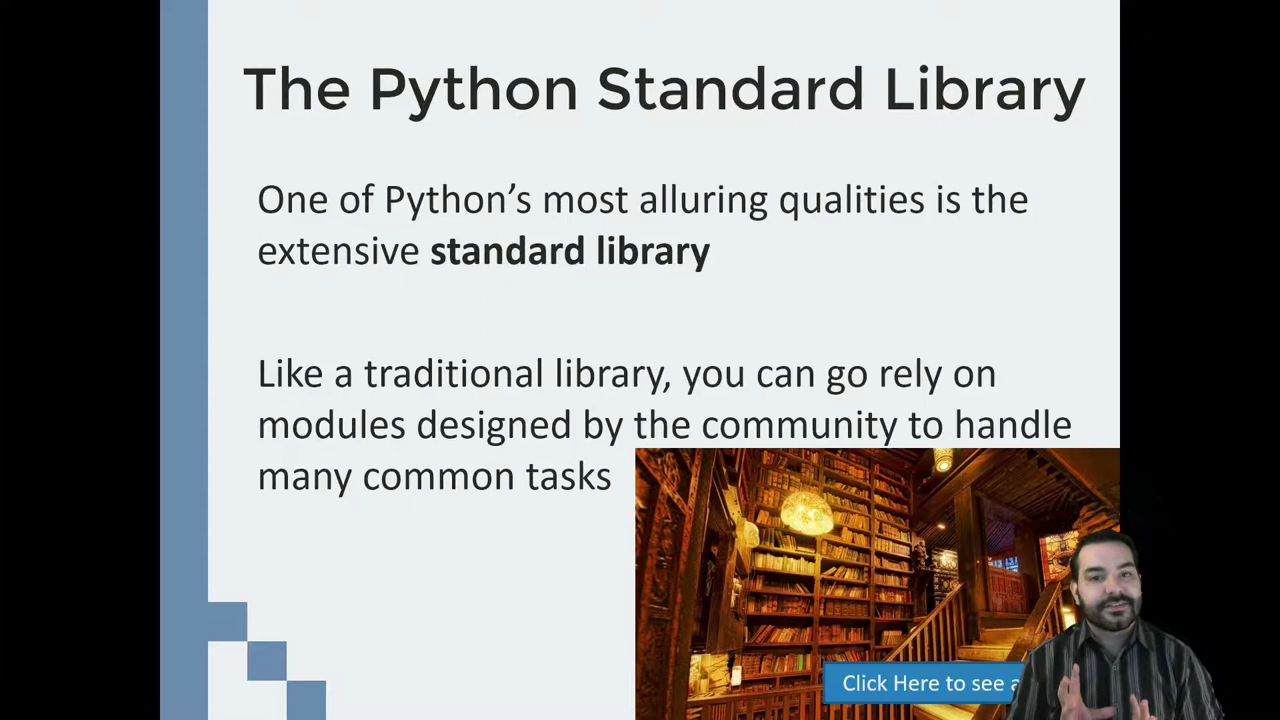 The Python Standard Library
One of Python’s most alluring qualities is the
extensive standard library
Like a traditional library, you can go rely on
modules designed by the community to handle
many common tasks
Click Here to see a